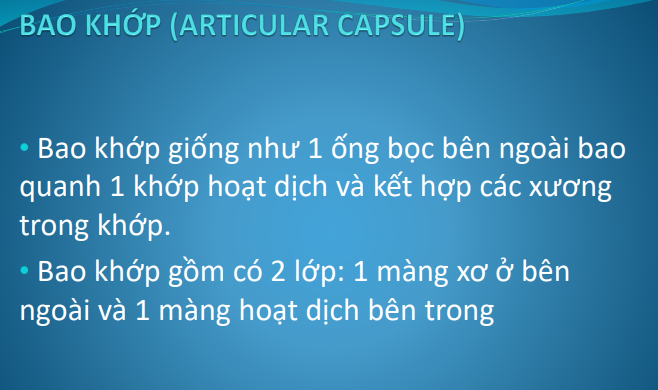 BAO KHỚP (ARTICULAR CAPSULE)
• Bao khớp giống như 1 ống bọc bên ngoài bao
quanh 1 khớp hoạt dịch và kết hợp các xương
trong khớp.
• Bao khớp gồm có 2 lớp: 1 màng xơ ở bên
ngoài và 1 màng hoạt dịch bên trong